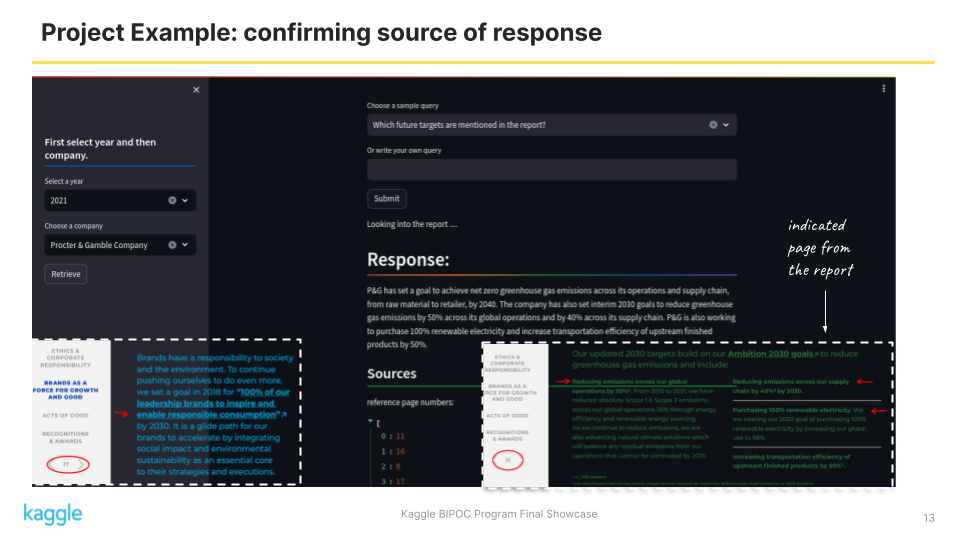 Project Example: confirming source of response
First select year and then
company.
Select a year
2021
Choose a company
Procter & Gamble Company
Retrieve
Choose a sample query
Which future targets are mentioned in the report?
Or write your own query
Submit
Looking into the report ....
Response:
P&G has set a goal to achieve net zero greenhouse gas emissions across its operations and supply chain,
from raw material to retailer, by 2040. The company has also set interim 2030 goals to reduce greenhouse
gas emissions by 50% across its global operations and by 40% across its supply chain. P&G is also working
to purchase 100% renewable electricity and increase transportation efficiency of upstream finished
products by 50%.
Sources
reference page numbers:
[
0 : 11
1 : 16
2 : 0
3 : 17
indicated
page from
the report
ETHICS &
CORPORATE
RESPONSIBILITY
BRANDS AS A
FORCE FOR GROWTH
AND GOOD
ACTS OF GOOD
RECOGNITIONS
& AWARDS
17
Brands have a responsibility to society
and the environment. To continue
pushing ourselves to do even more,
we set a goal in 2018 for "100% of our
leadership brands to inspire and
enable responsible consumption"
by 2030. It is a glide path for our
brands to accelerate by integrating
social impact and environmental
sustainability as an essential core
to their strategies and executions.
ETHICS &
CORPORATE
RESPONSIBILITY
BRANDS AS A
RCE FOR GROWTH
AND GOOD
ACTS OF GOOD
RECOGNITIONS
& AWARDS
Our updated 2030 targets build on our Ambition 2030 goals to reduce
greenhouse gas emissions and include:
Reducing emissions across our global
operations by 50%. From 2010 to 2021, we have
reduced absolute Scope 1 & Scope 2 emissions
across our global operations 56% through energy
efficiency and renewable energy sourcing.
As we continue to reduce emissions, we are
also advancing natural climate solutions which
will balance any residual emissions from our
operations that cannot be eliminated by 2030.
Reducing emissions across our supply
chain by 40% by 2030.
Purchasing 100% renewable electricity. We
are nearing our 2030 goal of purchasing 100%
renewable electricity by increasing our global
use to 99%.
Increasing transportation efficiency of
upstream finished products by 50%.
kaggle
Kaggle BIPOC Program Final Showcase
13